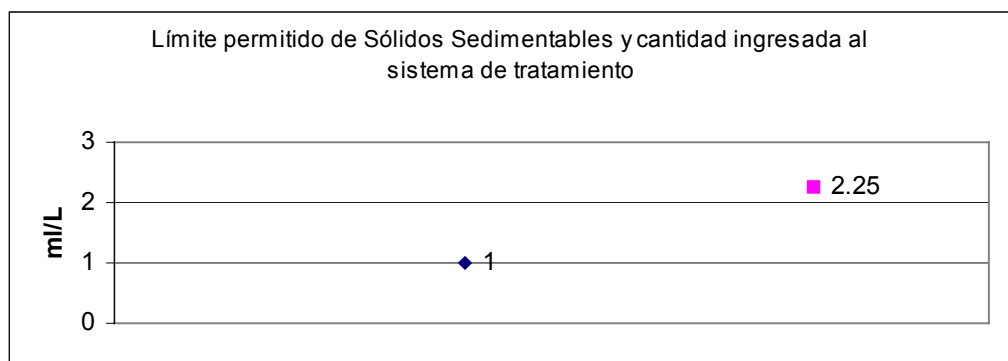 Límite permitido de Sólidos Sedimentables y cantidad ingresada al
sistema de tratamiento
3
2.25
2
ml/L
1
1
0